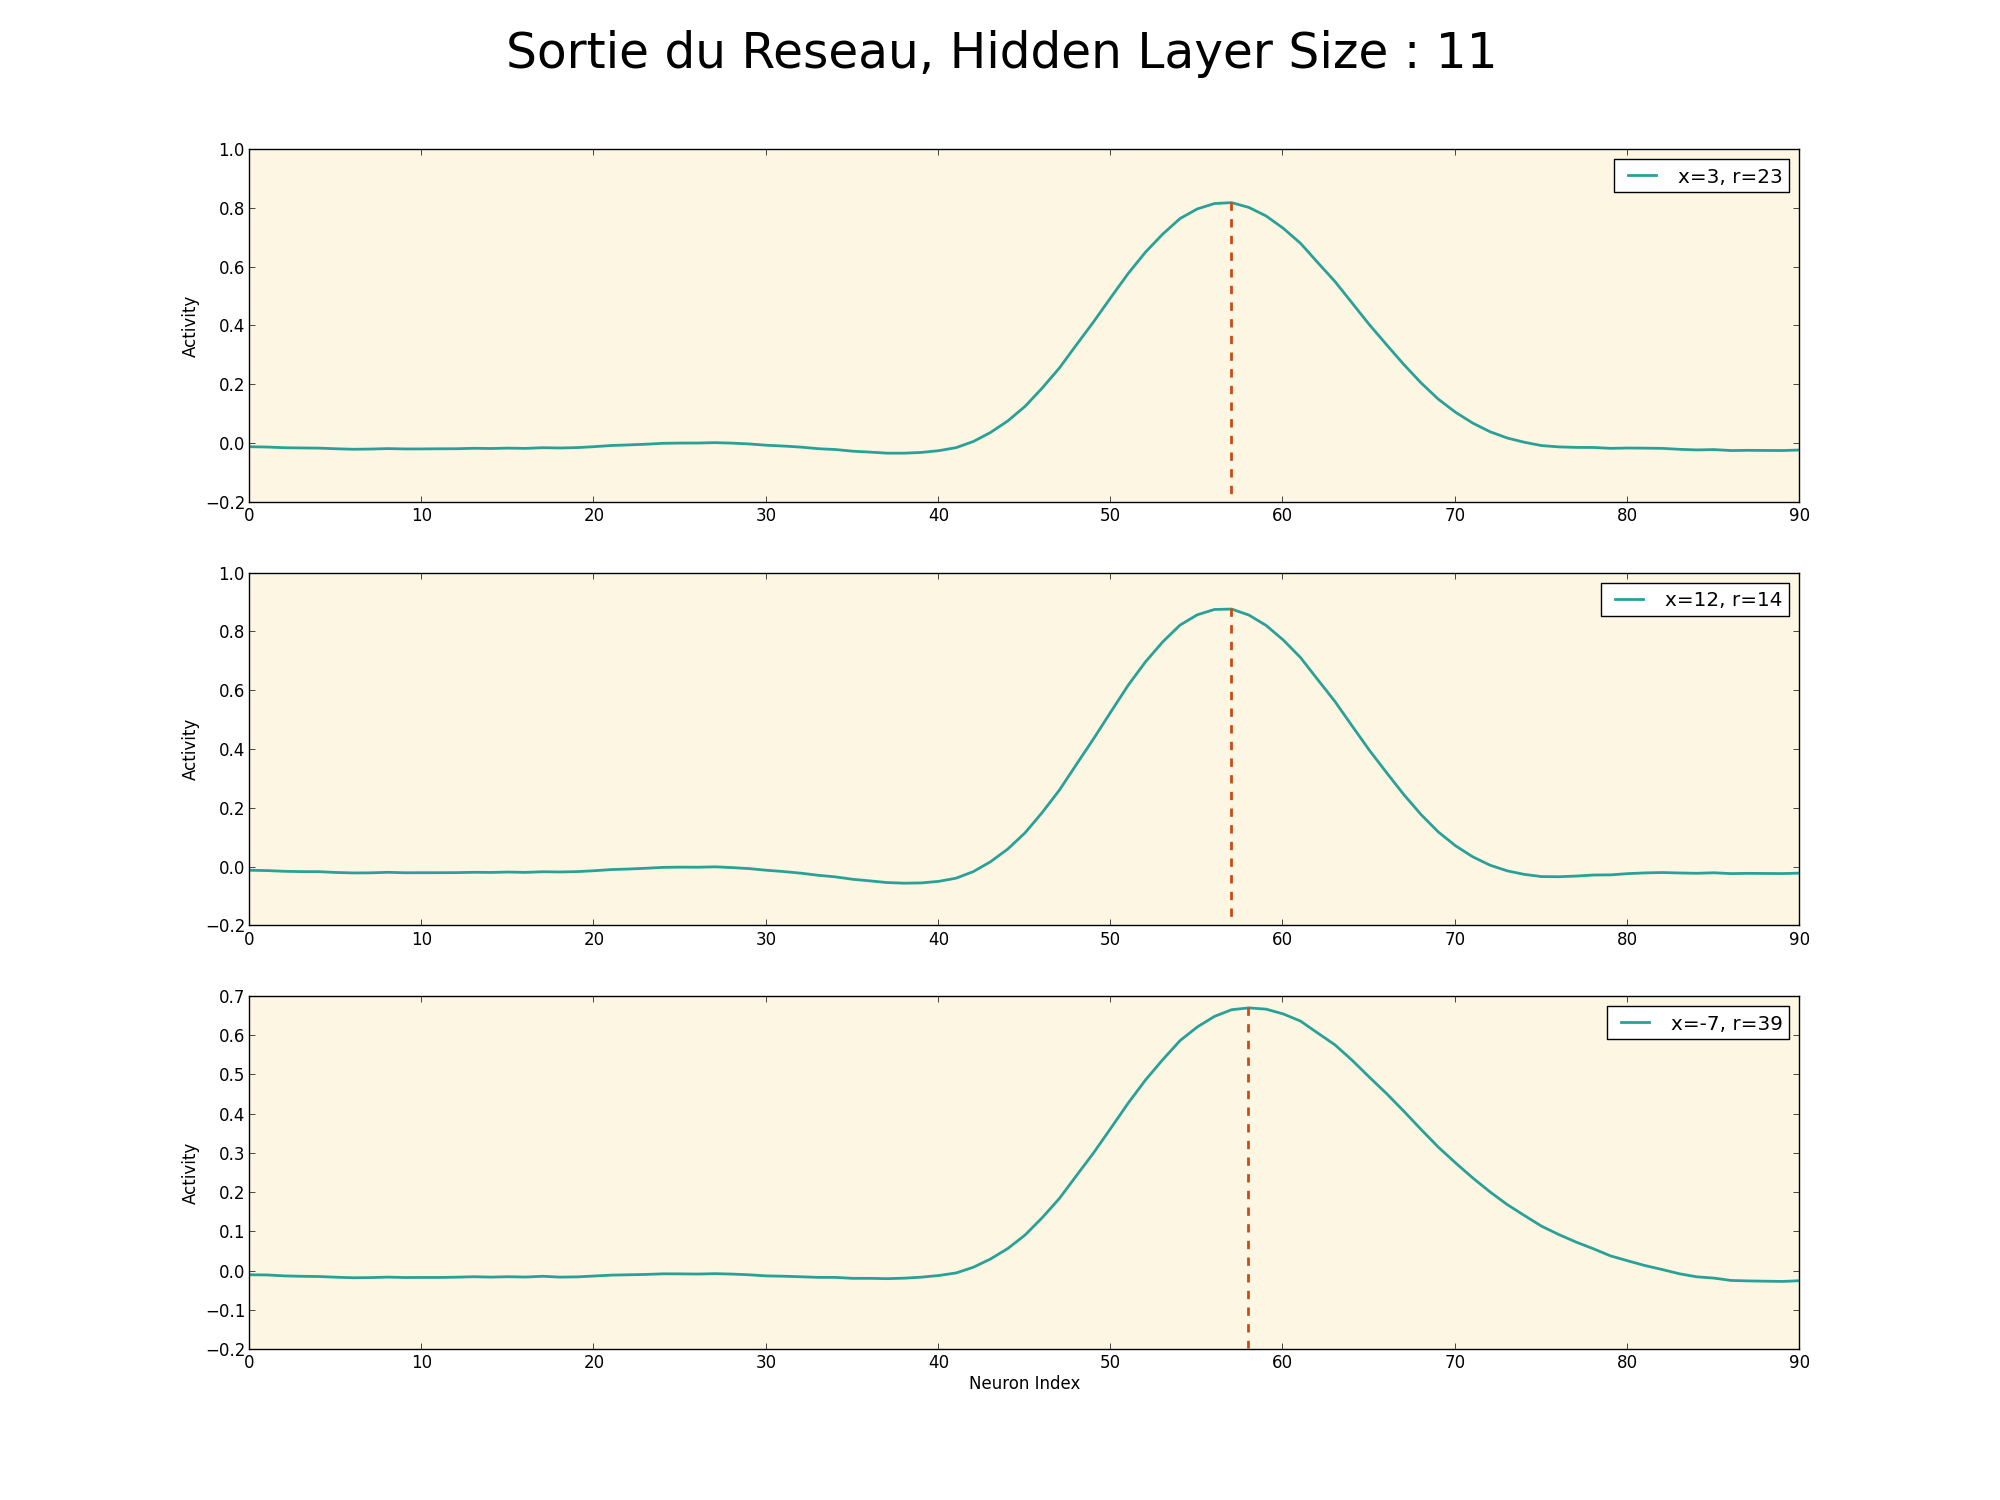 Sortie du Reseau, Hidden Layer Size : 11
1.0
x=3, r=23
0.8
0.6
Activity
0.4
0.2
0.0
−0.2
0 10 20 30 40 50 60 70 80 90
1.0
x=12, r=14
0.8
0.6
Activity
0.4
0.2
0.0
−0.2
0 10 20 30 40 50 60 70 80 90
0.7
x=-7, r=39
0.6
0.5
0.4
Activity
0.3
0.2
0.1
0.0
−0.1
−0.2
0 10 20 30 40 50 60 70 80 90
Neuron Index